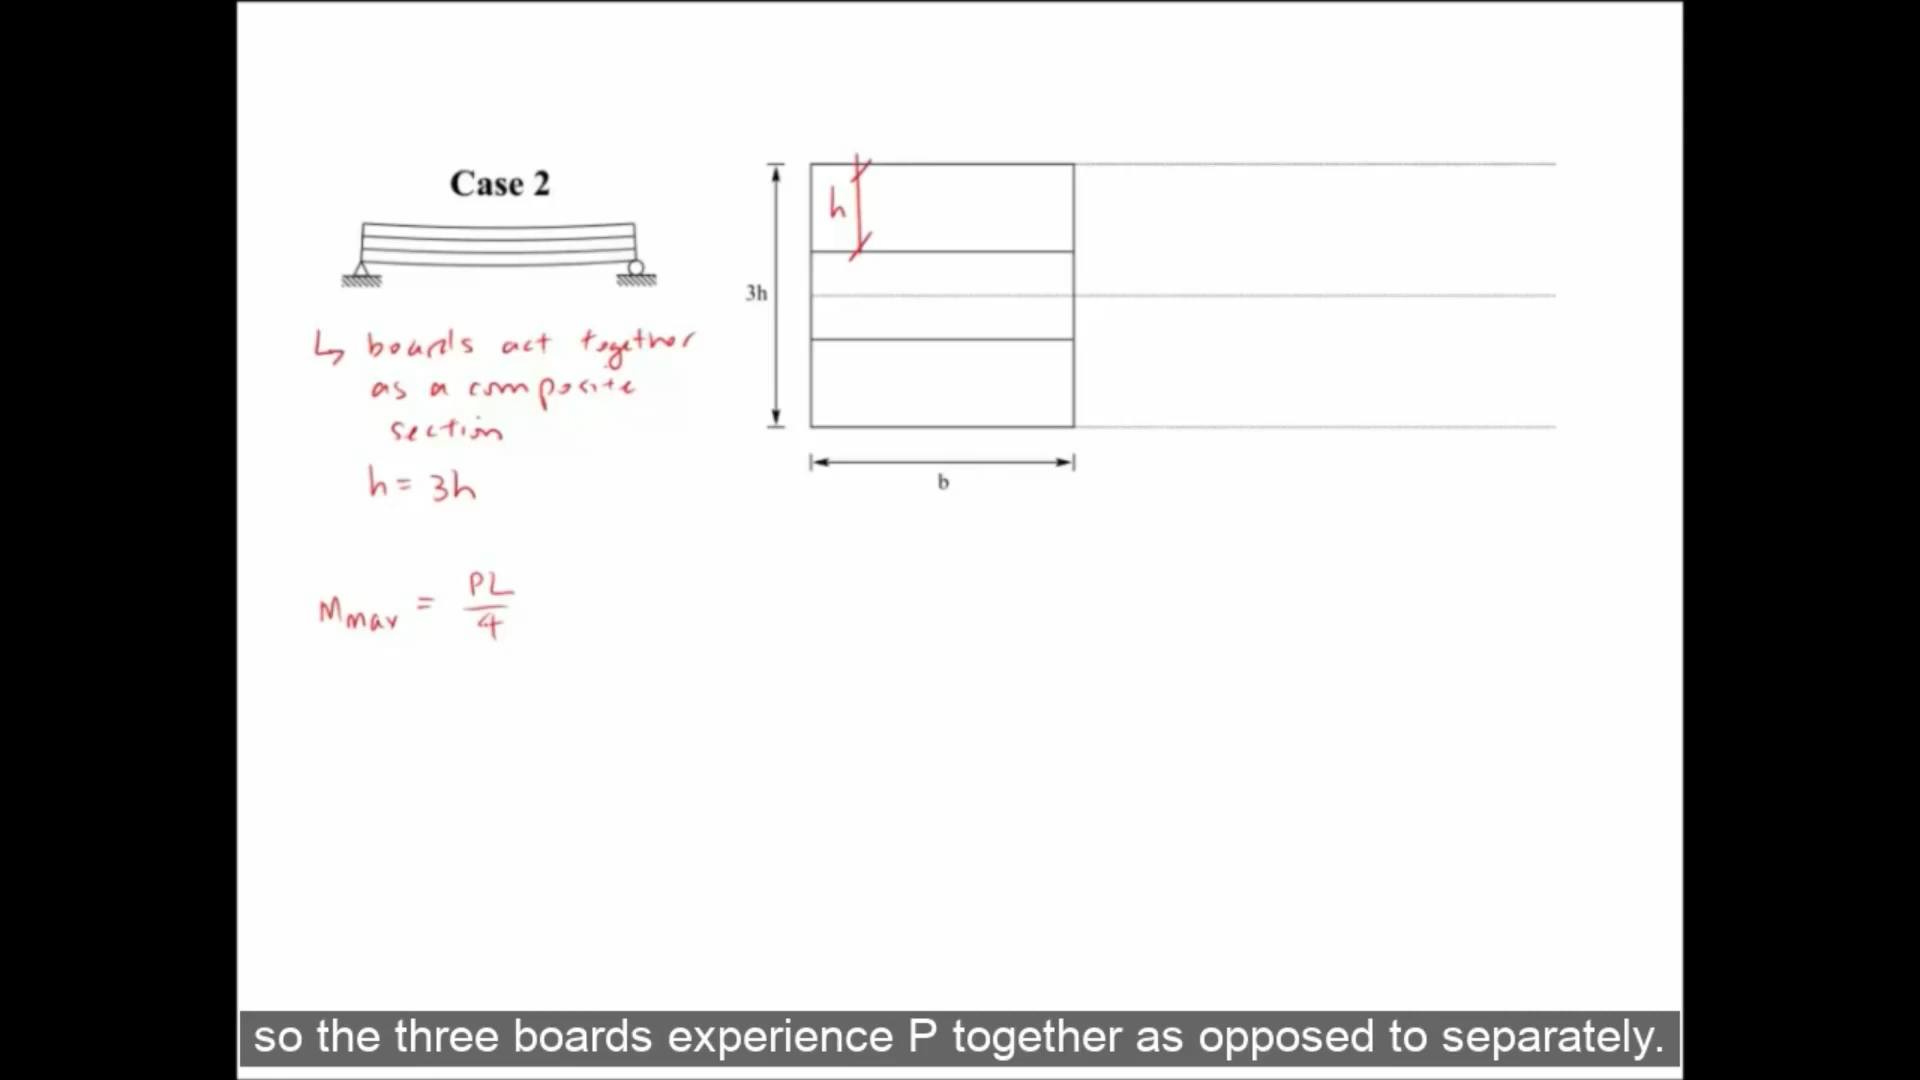 Case 2
h
3h
b
↳ boards act together
as a composite
section
h = 3h
Mmax = PL/4
so the three boards experience P together as opposed to separately.